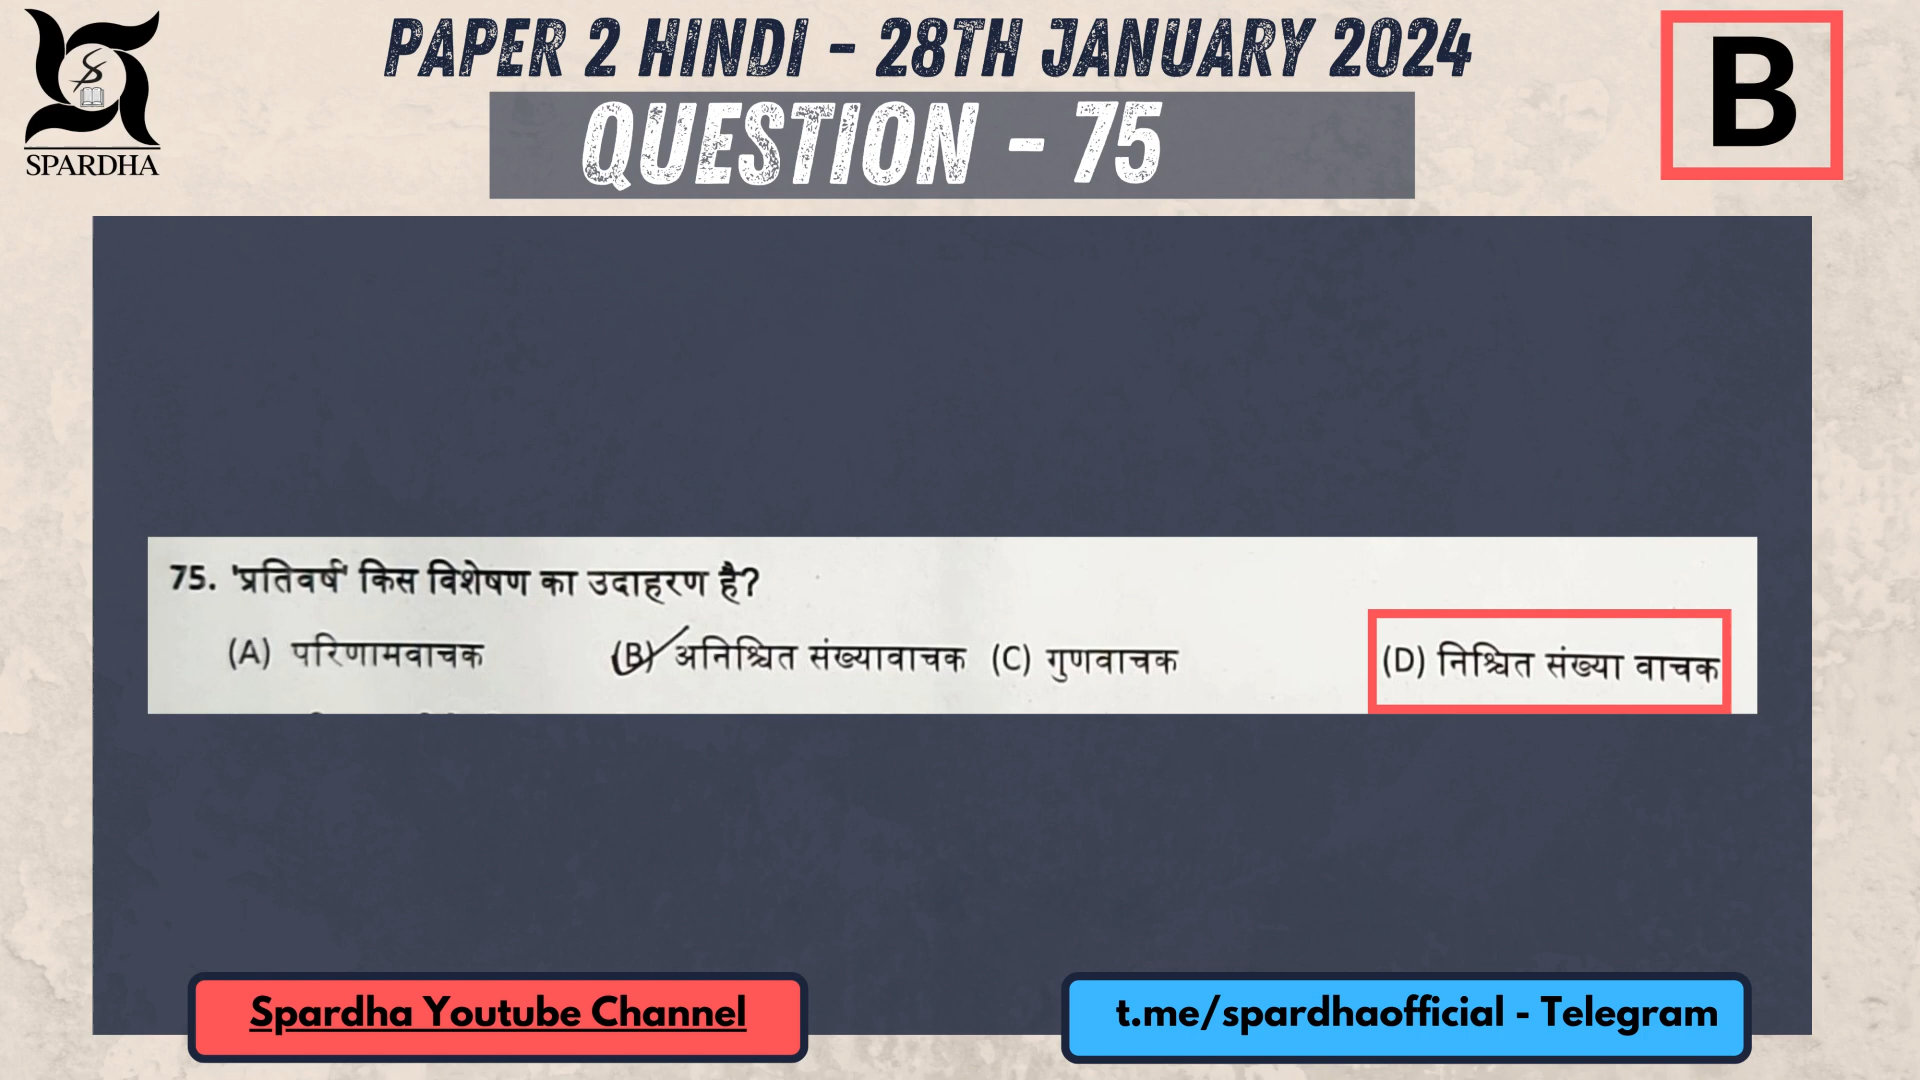 SPARDHA
PAPER 2 HINDI - 28TH JANUARY 2024
QUESTION - 75
B
75. 'प्रतिवर्ष' किस विशेषण का उदाहरण है?
(A) परिणामवाचक (B) अनिश्चित संख्यावाचक (C) गुणवाचक (D) निश्चित संख्या वाचक
Spardha Youtube Channel
t.me/spardhaofficial - Telegram